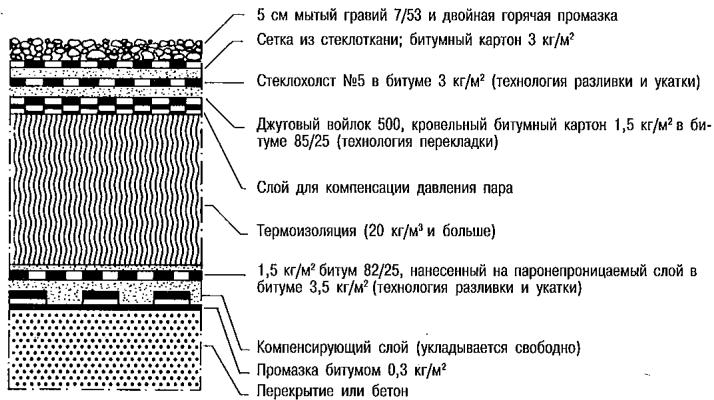 5 см мытый гравий 7/53 и двойная горячая промазка
Сетка из стеклоткани; битумный картон 3 кг/м²
Стеклохолст №5 в битуме 3 кг/м² (технология разливки и укатки)
Джутовый войлок 500, кровельный битумный картон 1,5 кг/м² в би-
туме 85/25 (технология перекладки)
Слой для компенсации давления пара
Термоизоляция (20 кг/м³ и больше)
1,5 кг/м² битум 82/25, нанесенный на паронепроницаемый слой в
битуме 3,5 кг/м² (технология разливки и укатки)
Компенсирующий слой (укладывается свободно)
Промазка битумом 0,3 кг/м²
Перекрытие или бетон